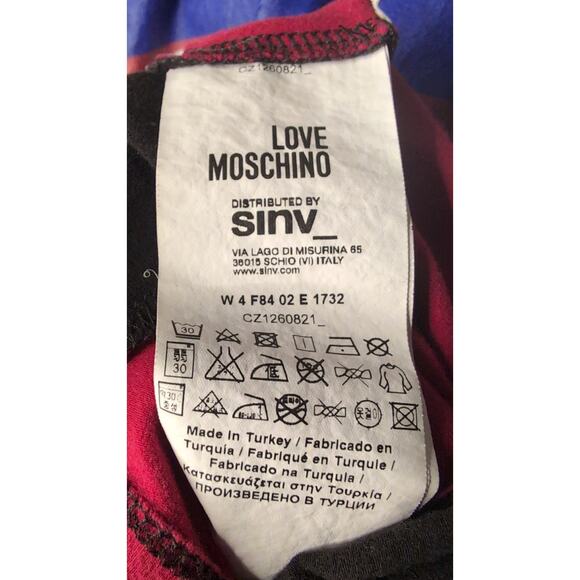 CZ1260821_
LOVE
MOSCHINO
DISTRIBUTED BY
sinv_
VIA LAGO DI MISURINA 65
36015 SCHIO (VI) ITALY
www.sinv.com
W 4 F84 02 E 1732
CZ1260821_
30
30
30
Made in Turkey / Fabricado en
Turquía / Fabriqué en Turquie /
Fabricado na Turquia /
Κατασκευάζεται στην Τουρκία /
ПРОИЗВЕДЕНО В ТУРЦИИ